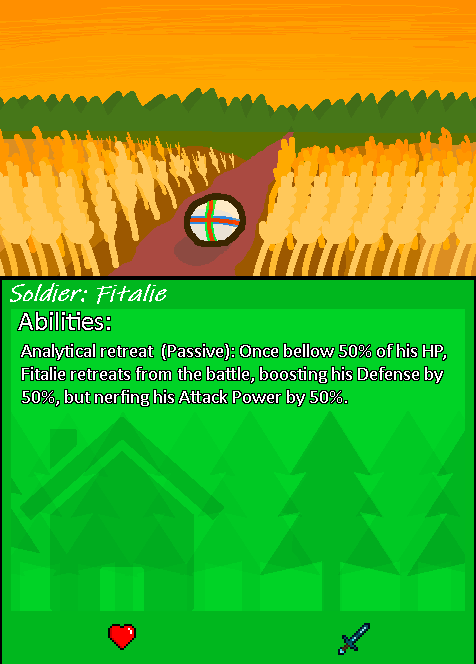 Soldier: Fitalie
Abilities:
Analytical retreat (Passive): Once bellow 50% of his HP,
Fitalie retreats from the battle, boosting his Defense by
50%, but nerfing his Attack Power by 50%.